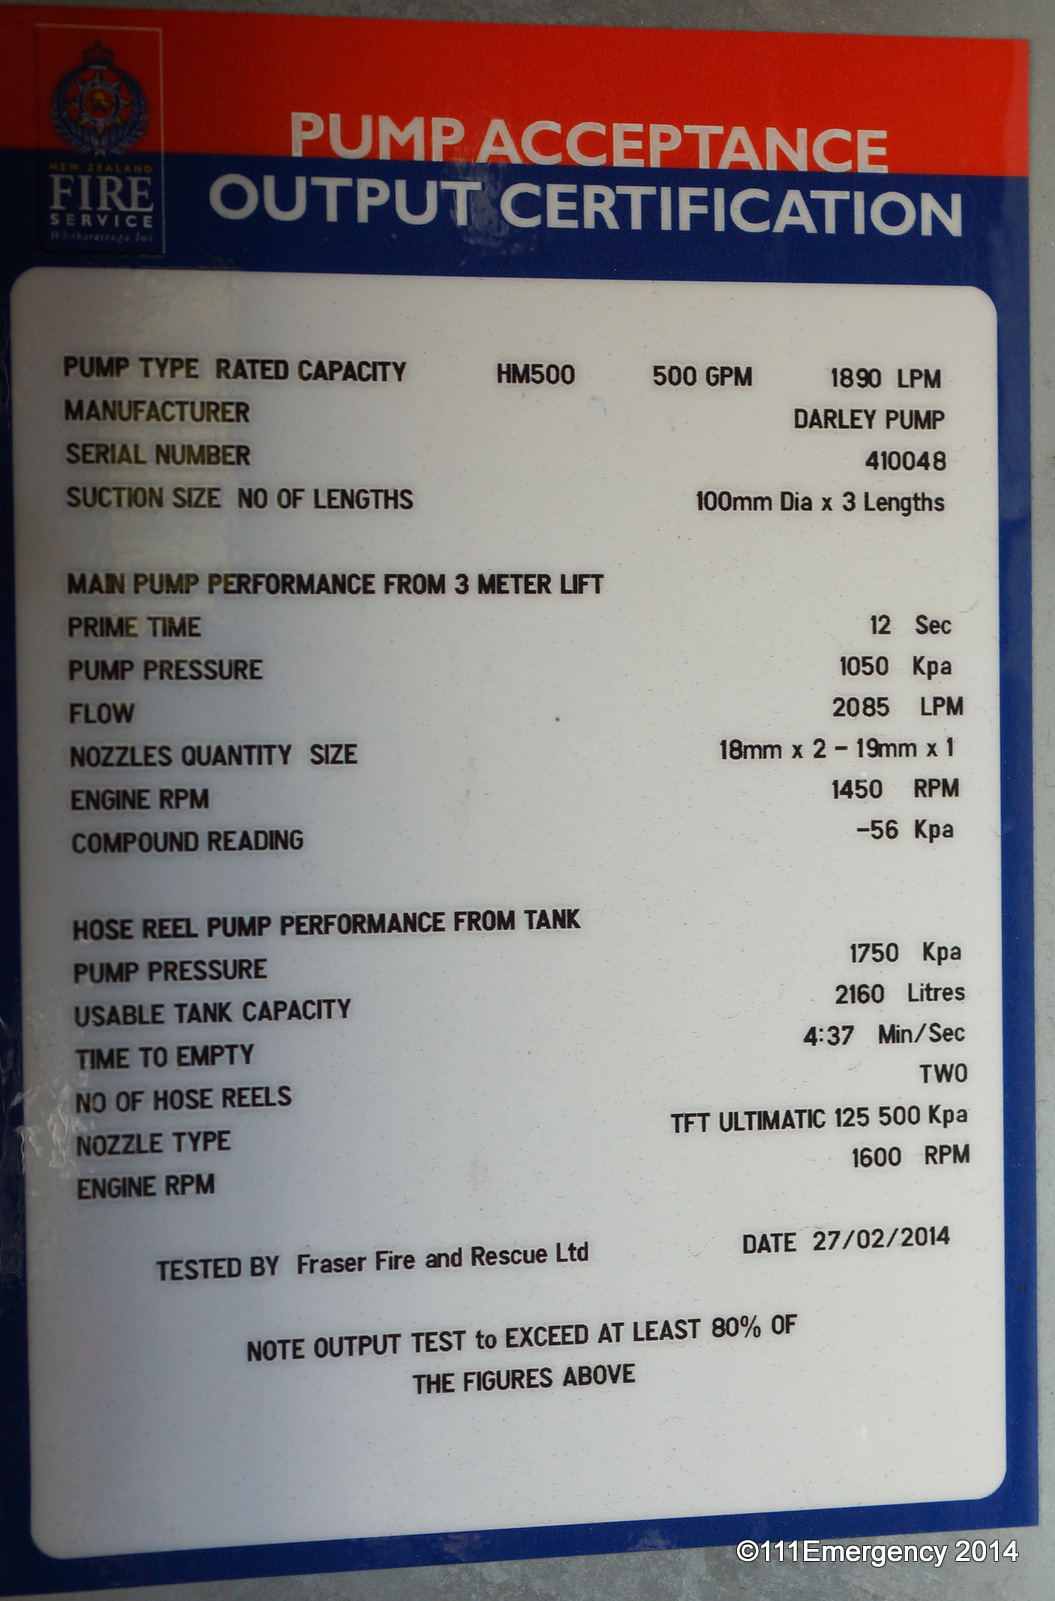 NEW ZEALAND
FIRE
SERVICE
Whakaratonga Iwi
PUMP ACCEPTANCE
OUTPUT CERTIFICATION
PUMP TYPE RATED CAPACITY HM500 500 GPM 1890 LPM
MANUFACTURER DARLEY PUMP
SERIAL NUMBER 410048
SUCTION SIZE NO OF LENGTHS 100mm Dia x 3 Lengths
MAIN PUMP PERFORMANCE FROM 3 METER LIFT
PRIME TIME 12 Sec
PUMP PRESSURE 1050 Kpa
FLOW 2085 LPM
NOZZLES QUANTITY SIZE 18mm x 2 - 19mm x 1
ENGINE RPM 1450 RPM
COMPOUND READING -56 Kpa
HOSE REEL PUMP PERFORMANCE FROM TANK
PUMP PRESSURE 1750 Kpa
USABLE TANK CAPACITY 2160 Litres
TIME TO EMPTY 4:37 Min/Sec
NO OF HOSE REELS TWO
NOZZLE TYPE TFT ULTIMATIC 125 500 Kpa
ENGINE RPM 1600 RPM
TESTED BY Fraser Fire and Rescue Ltd DATE 27/02/2014
NOTE OUTPUT TEST to EXCEED AT LEAST 80% OF
THE FIGURES ABOVE
©111Emergency 2014